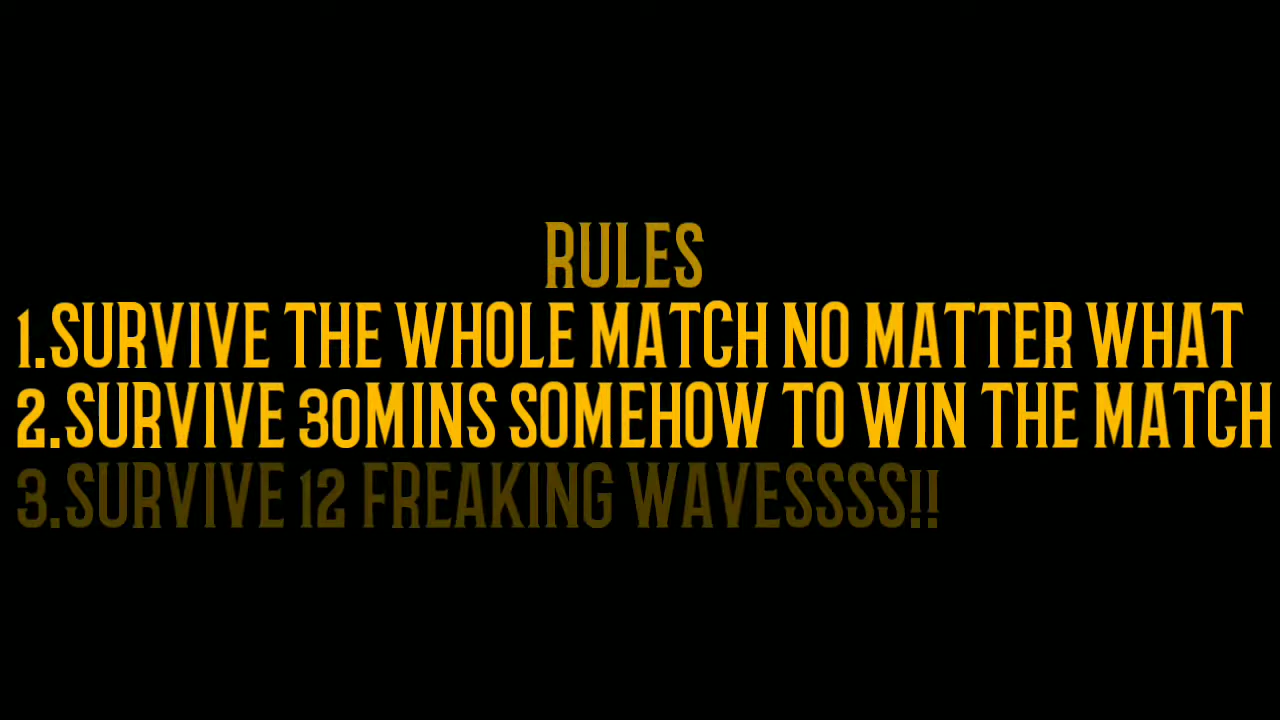 RULES
1.SURVIVE THE WHOLE MATCH NO MATTER WHAT
2.SURVIVE 30MINS SOMEHOW TO WIN THE MATCH
3.SURVIVE 12 FREAKING WAVESSSS!!